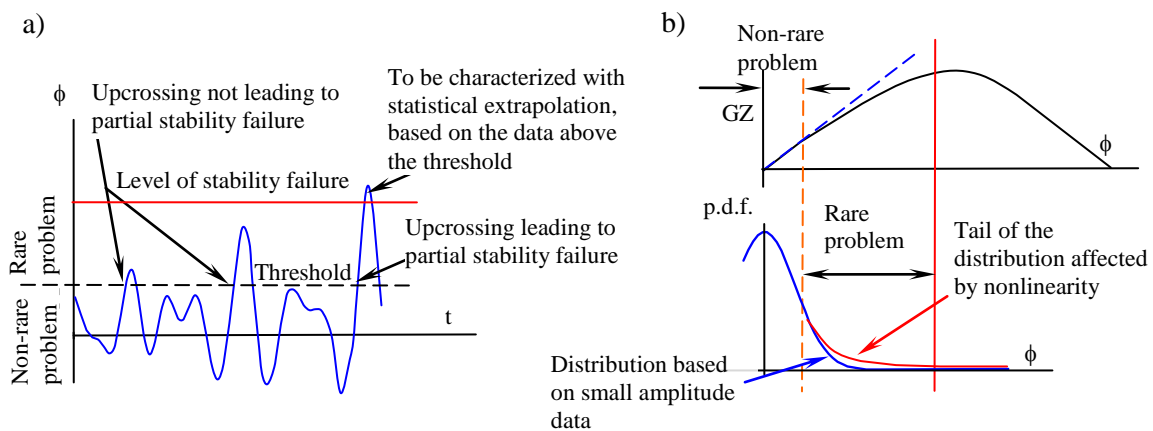 a)
ϕ
Upcrossing not leading to
partial stability failure
To be characterized with
statistical extrapolation,
based on the data above
the threshold
Level of stability failure
Upcrossing leading to
partial stability failure
Threshold
t
Rare
problem
Non-rare
problem
b)
Non-rare
problem
GZ
ϕ
p.d.f.
Rare
problem
Tail of the
distribution affected
by nonlinearity
ϕ
Distribution based
on small amplitude
data